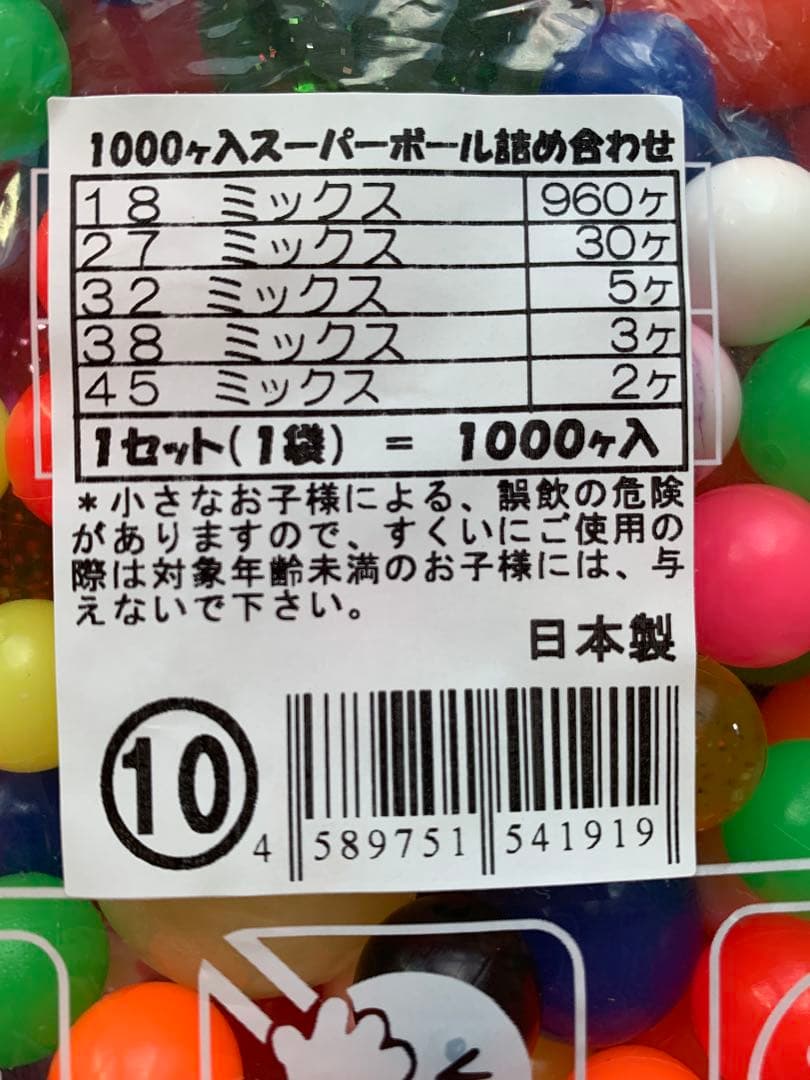 1000ヶ入スーパーボール詰め合わせ
18 ミックス 960ヶ
27 ミックス 30ヶ
32 ミックス 5ヶ
38 ミックス 3ヶ
45 ミックス 2ヶ
1セット(1袋) = 1000ヶ入
*小さなお子様による、誤飲の危険
がありますので、すくいにご使用の
際は対象年齢未満のお子様には、与
えないで下さい。
日本製
10
4 589751 541919